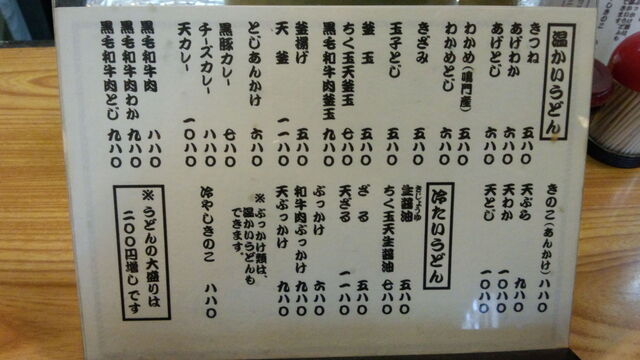 温かいうどん
きつね 五八〇
あげわか 六八〇
あげとじ 六八〇
わかめ(鳴門産) 五八〇
わかめとじ 六八〇
きざみ 五八〇
玉子とじ 五八〇
釜玉 五八〇
ちく玉天釜玉 七八〇
黒毛和牛肉釜玉 九八〇
釜揚げ 五八〇
天釜 一一八〇
とじあんかけ 六八〇
黒豚カレー 七八〇
チーズカレー 八八〇
天カレー 一〇八〇
黒毛和牛肉 八八〇
黒毛和牛肉わか 九八〇
黒毛和牛肉とじ 九八〇
きのこ(あんかけ) 八八〇
天ぷら 九八〇
天わか 一〇八〇
天とじ 一〇八〇
冷たいうどん
生醤油 五八〇
きじょうゆ
ちく玉天生醤油 七八〇
ざる 五八〇
天ざる 一一八〇
ぶっかけ 六八〇
和牛肉ぶっかけ 九八〇
天ぶっかけ 九八〇
※ぶっかけ類は、
温かいうどんも
できます。
冷やしきのこ 八八〇
※うどんの大盛りは
二〇〇円増しです